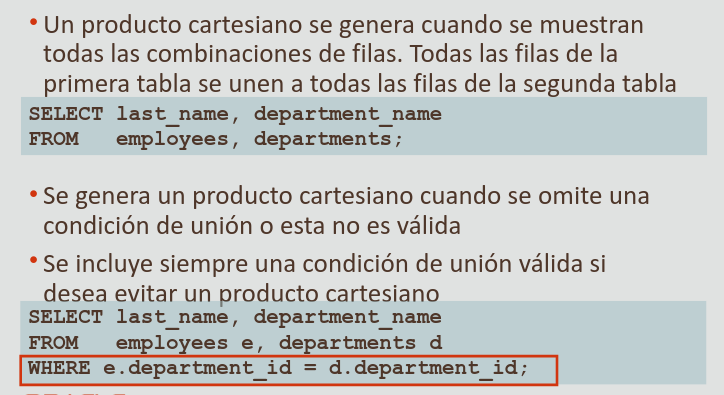 • Un producto cartesiano se genera cuando se muestran
todas las combinaciones de filas. Todas las filas de la
primera tabla se unen a todas las filas de la segunda tabla
SELECT last_name, department_name
FROM employees, departments;
• Se genera un producto cartesiano cuando se omite una
condición de unión o esta no es válida
• Se incluye siempre una condición de unión válida si
desea evitar un producto cartesiano
SELECT last_name, department_name
FROM employees e, departments d
WHERE e.department_id = d.department_id;